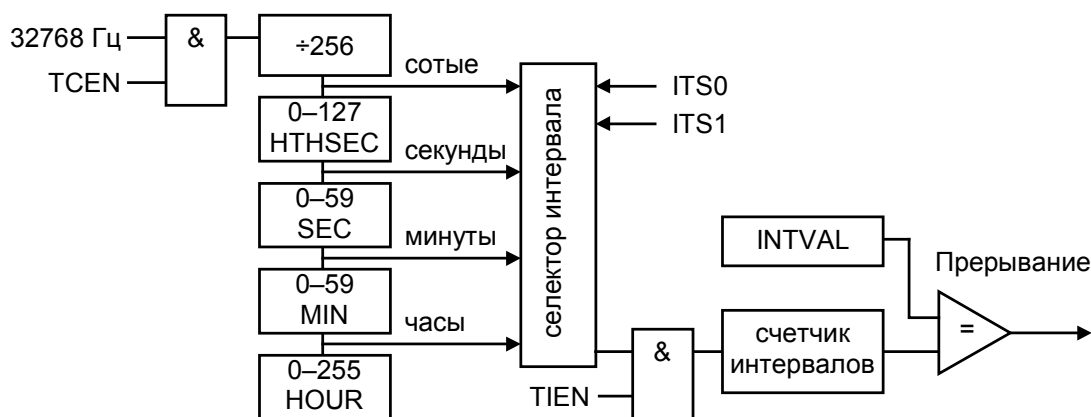 32768 Гц
&
÷256
TCEN
сотые
0–127
HTHSEC
секунды
0–59
SEC
минуты
0–59
MIN
часы
0–255
HOUR
селектор интервала
ITS0
ITS1
INTVAL
Прерывание
&
TIEN
счетчик
интервалов
=